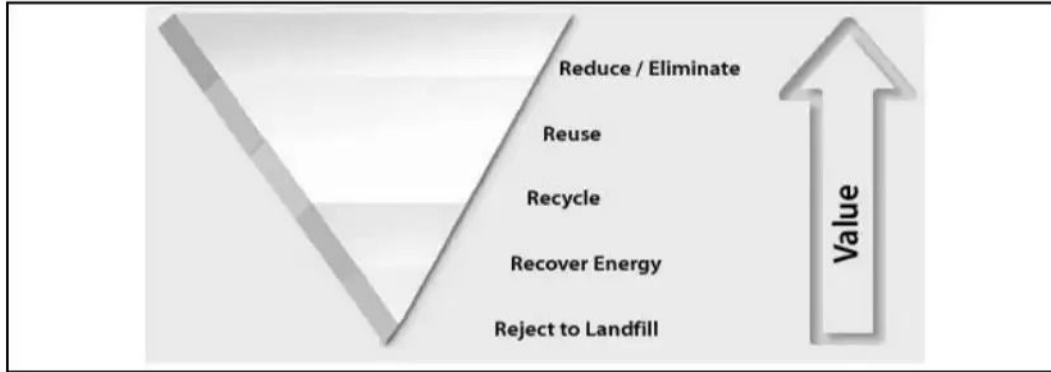 Reduce / Eliminate
Reuse
Recycle
Recover Energy
Reject to Landfill
Value